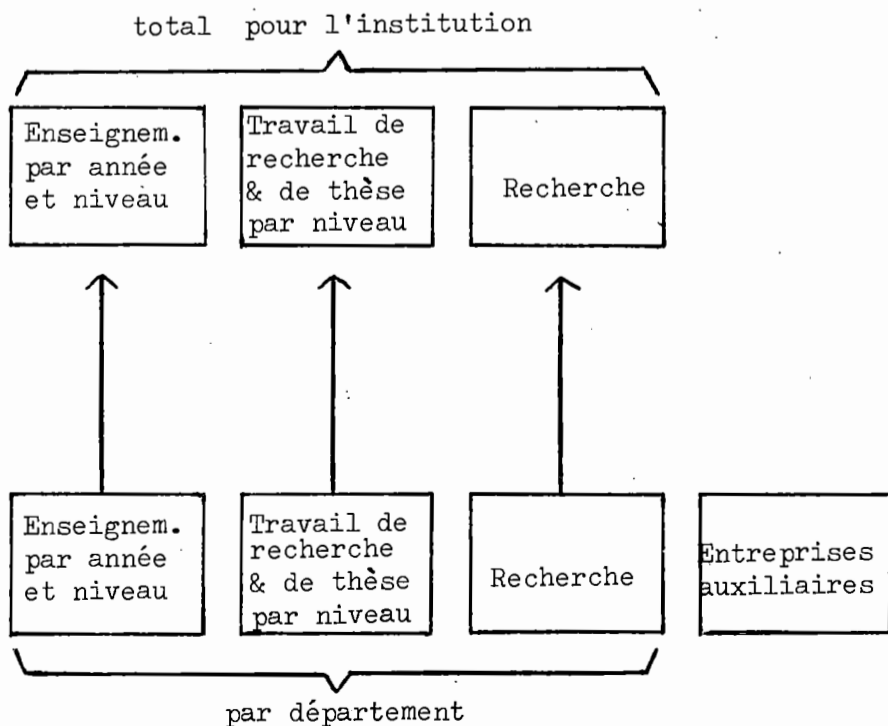 total pour l'institution
Enseignem.
par année
et niveau
Travail de
recherche
& de thèse
par niveau
Recherche
Enseignem.
par année
et niveau
Travail de
recherche
& de thèse
par niveau
Recherche
Entreprises
auxiliaires
par département